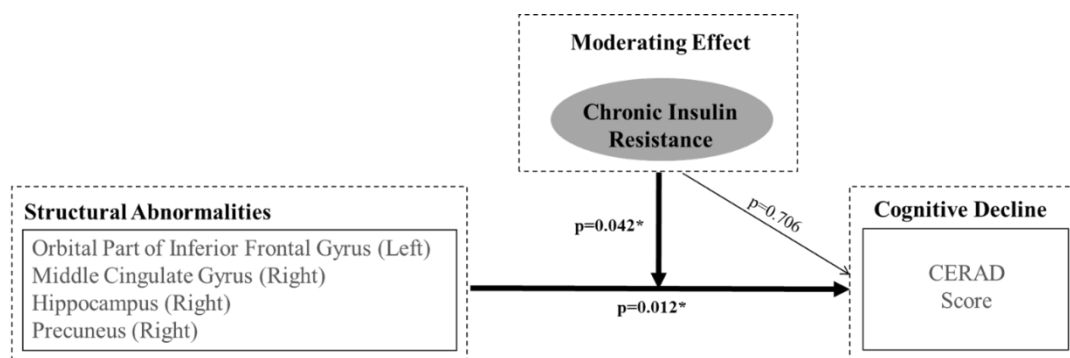 Moderating Effect
Chronic Insulin
Resistance
Structural Abnormalities
Orbital Part of Inferior Frontal Gyrus (Left)
Middle Cingulate Gyrus (Right)
Hippocampus (Right)
Precuneus (Right)
p=0.042*
p=0.706
p=0.012*
Cognitive Decline
CERAD
Score